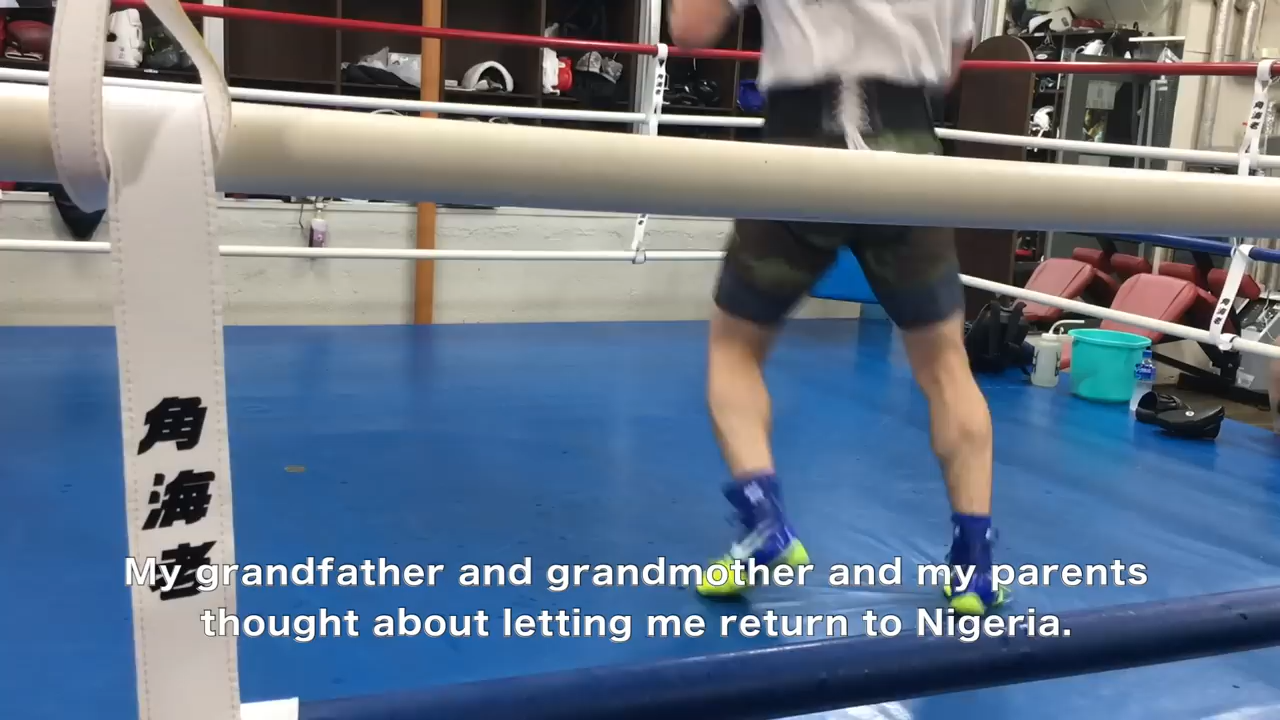 角海老
My grandfather and grandmother and my parents
thought about letting me return to Nigeria.